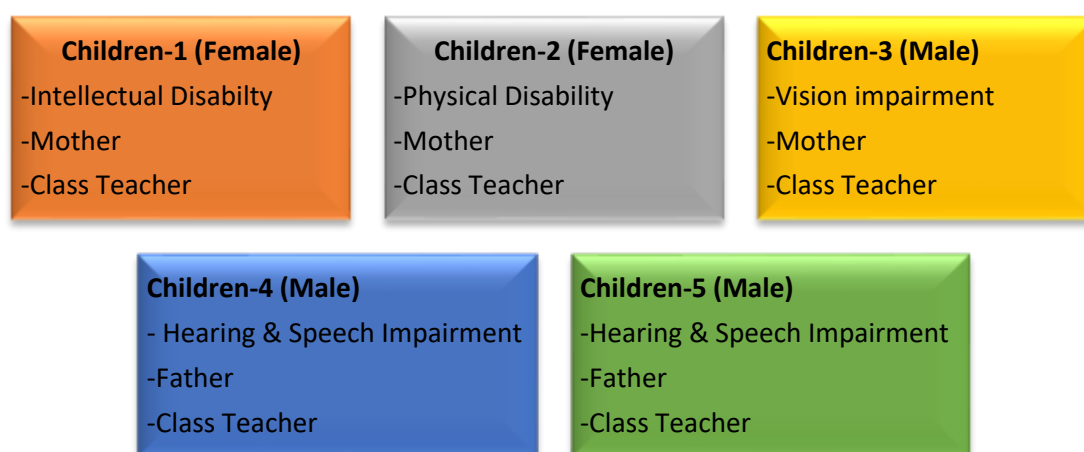 Children-1 (Female)
-Intellectual Disabilty
-Mother
-Class Teacher
Children-2 (Female)
-Physical Disability
-Mother
-Class Teacher
Children-3 (Male)
-Vision impairment
-Mother
-Class Teacher
Children-4 (Male)
- Hearing & Speech Impairment
-Father
-Class Teacher
Children-5 (Male)
-Hearing & Speech Impairment
-Father
-Class Teacher